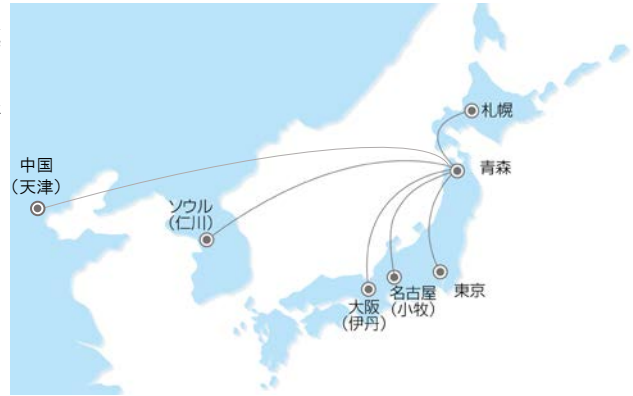 札幌
青森
中国
（天津）
ソウル
（仁川）
東京
名古屋
（小牧）
大阪
（伊丹）